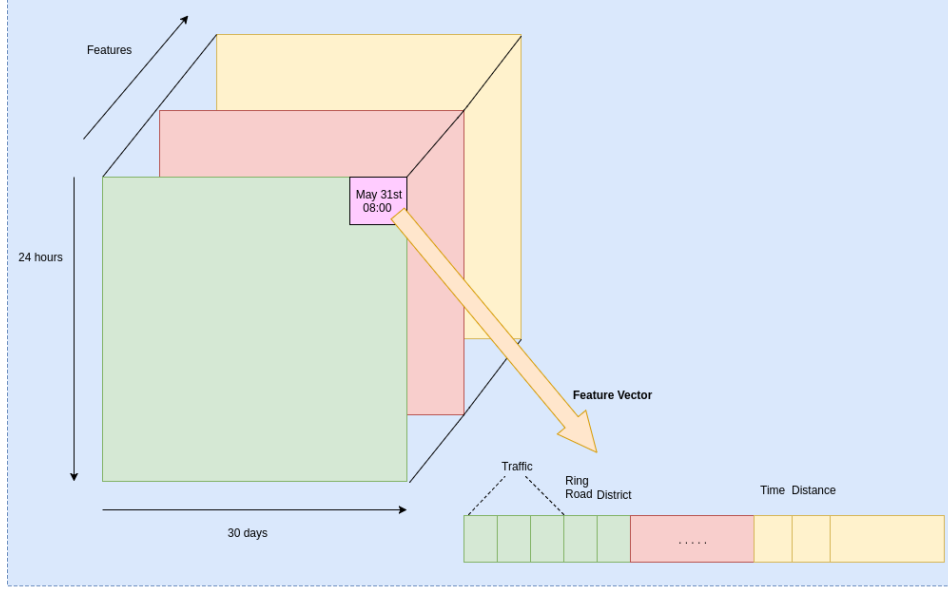 Features
May 31st
08:00
24 hours
Feature Vector
Traffic
Ring
Road
District
Time
Distance
30 days
.....